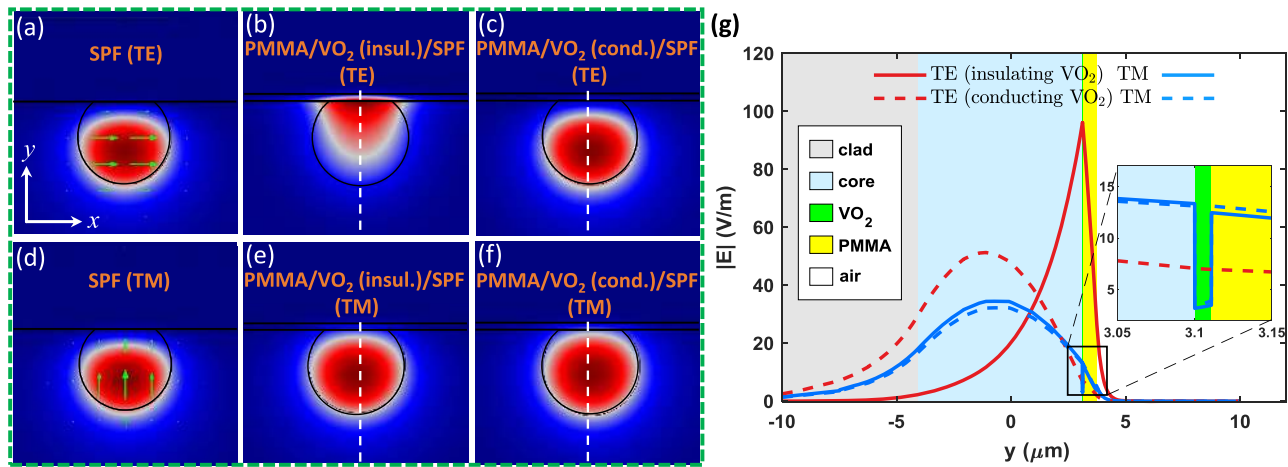 (a)
SPF (TE)
y
x
(b)
PMMA/VO₂ (insul.)/SPF
(TE)
(c)
PMMA/VO₂ (cond.)/SPF
(TE)
(d)
SPF (TM)
(e)
PMMA/VO₂ (insul.)/SPF
(TM)
(f)
PMMA/VO₂ (cond.)/SPF
(TM)
(g)
120
100
80
60
40
20
0
|E| (V/m)
TE (insulating VO₂) TM
TE (conducting VO₂) TM
clad
core
VO₂
PMMA
air
15
10
5
3.05 3.1 3.15
-10 -5 0 5 10
y (μm)